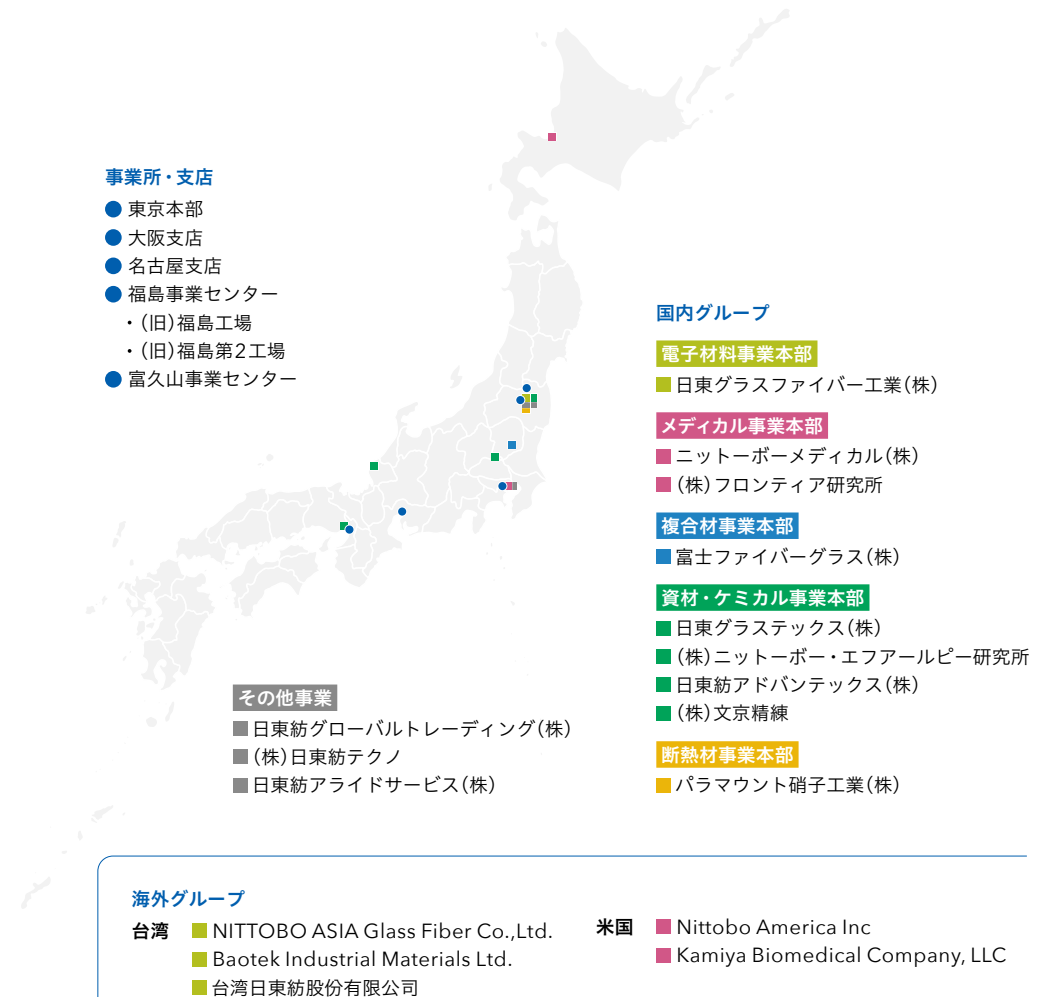 事業所・支店
東京本部
大阪支店
名古屋支店
福島事業センター
・(旧)福島工場
・(旧)福島第2工場
富久山事業センター
国内グループ
電子材料事業本部
日東グラスファイバー工業(株)
メディカル事業本部
ニットーボーメディカル(株)
(株)フロンティア研究所
複合材事業本部
富士ファイバーグラス(株)
資材・ケミカル事業本部
日東グラステックス(株)
(株)ニットーボー・エフアールピー研究所
日東紡アドバンテックス(株)
(株)文京精練
断熱材事業本部
パラマウント硝子工業(株)
その他事業
日東紡グローバルトレーディング(株)
(株)日東紡テクノ
日東紡アライドサービス(株)
海外グループ
台湾
NITTOBO ASIA Glass Fiber Co.,Ltd.
Baotek Industrial Materials Ltd.
台湾日東紡股份有限公司
米国
Nittobo America Inc
Kamiya Biomedical Company, LLC